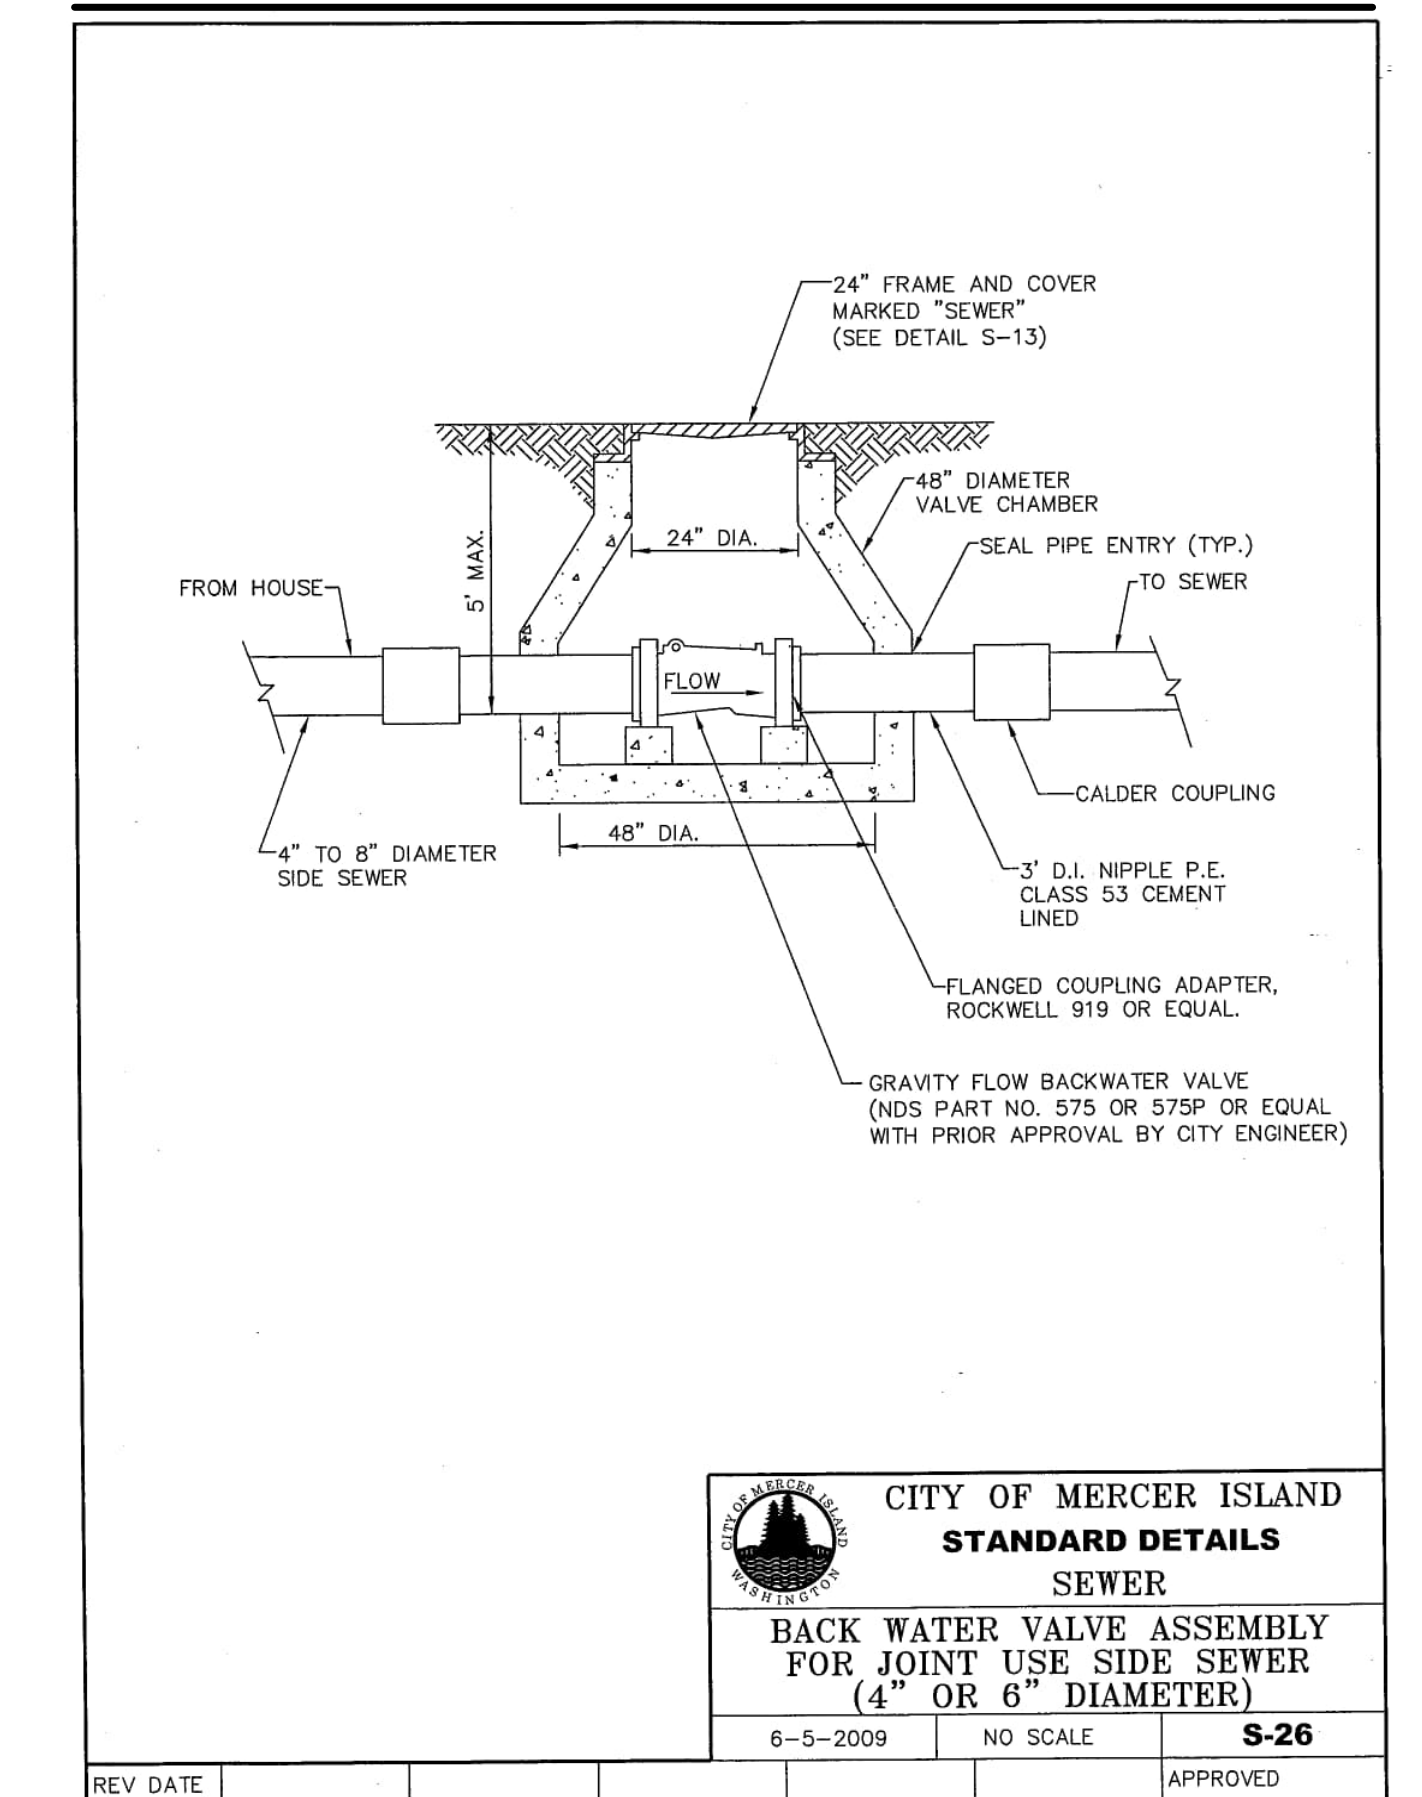 24" FRAME AND COVER
MARKED "SEWER"
(SEE DETAIL S-13)
48" DIAMETER
VALVE CHAMBER
24" DIA.
SEAL PIPE ENTRY (TYP.)
5' MAX.
FROM HOUSE
TO SEWER
FLOW
CALDER COUPLING
48" DIA.
4" TO 8" DIAMETER
SIDE SEWER
3' D.I. NIPPLE P.E.
CLASS 53 CEMENT
LINED
FLANGED COUPLING ADAPTER,
ROCKWELL 919 OR EQUAL.
GRAVITY FLOW BACKWATER VALVE
(NDS PART NO. 575 OR 575P OR EQUAL
WITH PRIOR APPROVAL BY CITY ENGINEER)
CITY OF MERCER ISLAND
WASHINGTON
CITY OF MERCER ISLAND
STANDARD DETAILS
SEWER
BACK WATER VALVE ASSEMBLY
FOR JOINT USE SIDE SEWER
(4" OR 6" DIAMETER)
6-5-2009
NO SCALE
S-26
REV DATE
APPROVED